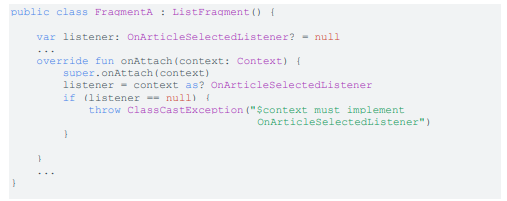 public class FragmentA : ListFragment() {
var listener: OnArticleSelectedListener? = null
...
override fun onAttach(context: Context) {
super.onAttach(context)
listener = context as? OnArticleSelectedListener
if (listener == null) {
throw ClassCastException("$context must implement
OnArticleSelectedListener")
}
}
...
}